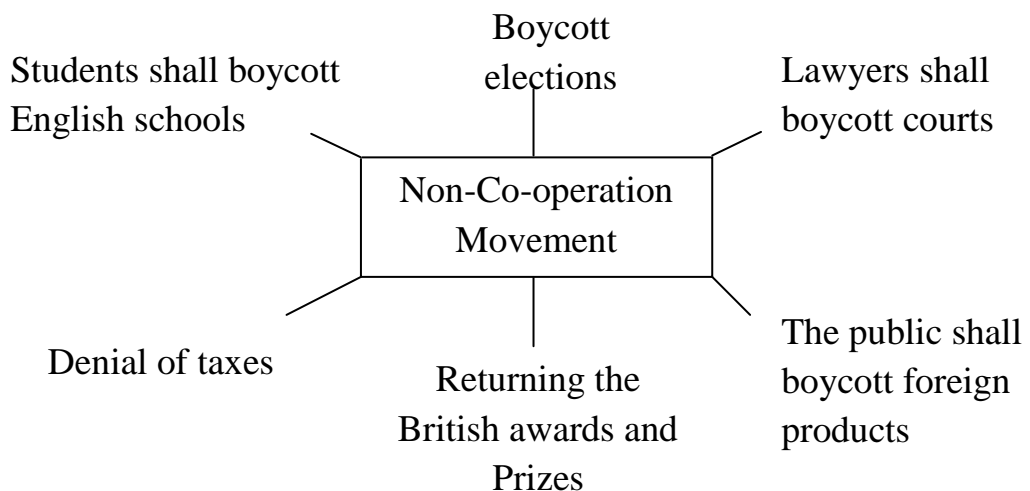 Boycott
elections
Students shall boycott
English schools
Lawyers shall
boycott courts
Non-Co-operation
Movement
Denial of taxes
Returning the
British awards and
Prizes
The public shall
boycott foreign
products